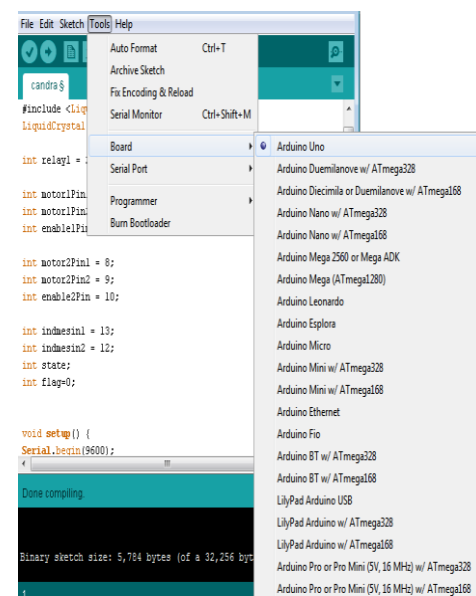 File Edit Sketch Tools Help
Auto Format Ctrl+T
Archive Sketch
Fix Encoding & Reload
Serial Monitor Ctrl+Shift+M
Board
Serial Port
Programmer
Burn Bootloader
Arduino Uno
Arduino Duemilanove w/ ATmega328
Arduino Diecimila or Duemilanove w/ ATmega168
Arduino Nano w/ ATmega328
Arduino Nano w/ ATmega168
Arduino Mega 2560 or Mega ADK
Arduino Mega (ATmega1280)
Arduino Leonardo
Arduino Esplora
Arduino Micro
Arduino Mini w/ ATmega328
Arduino Mini w/ ATmega168
Arduino Ethernet
Arduino Fio
Arduino BT w/ ATmega328
Arduino BT w/ ATmega168
LilyPad Arduino USB
LilyPad Arduino w/ ATmega328
LilyPad Arduino w/ ATmega168
Arduino Pro or Pro Mini (5V, 16 MHz) w/ ATmega328
Arduino Pro or Pro Mini (5V, 16 MHz) w/ ATmega168
candra §
#include <Liq
LiquidCrystal
int relay1 =
int motor1Pin
int motor1Pin
int enable1Pi
int motor2Pin1 = 8;
int motor2Pin2 = 9;
int enable2Pin = 10;
int indmesin1 = 13;
int indmesin2 = 12;
int state;
int flag=0;
void setup() {
Serial.begin(9600);
Done compiling.
Binary sketch size: 5,784 bytes (of a 32,256 byt
1